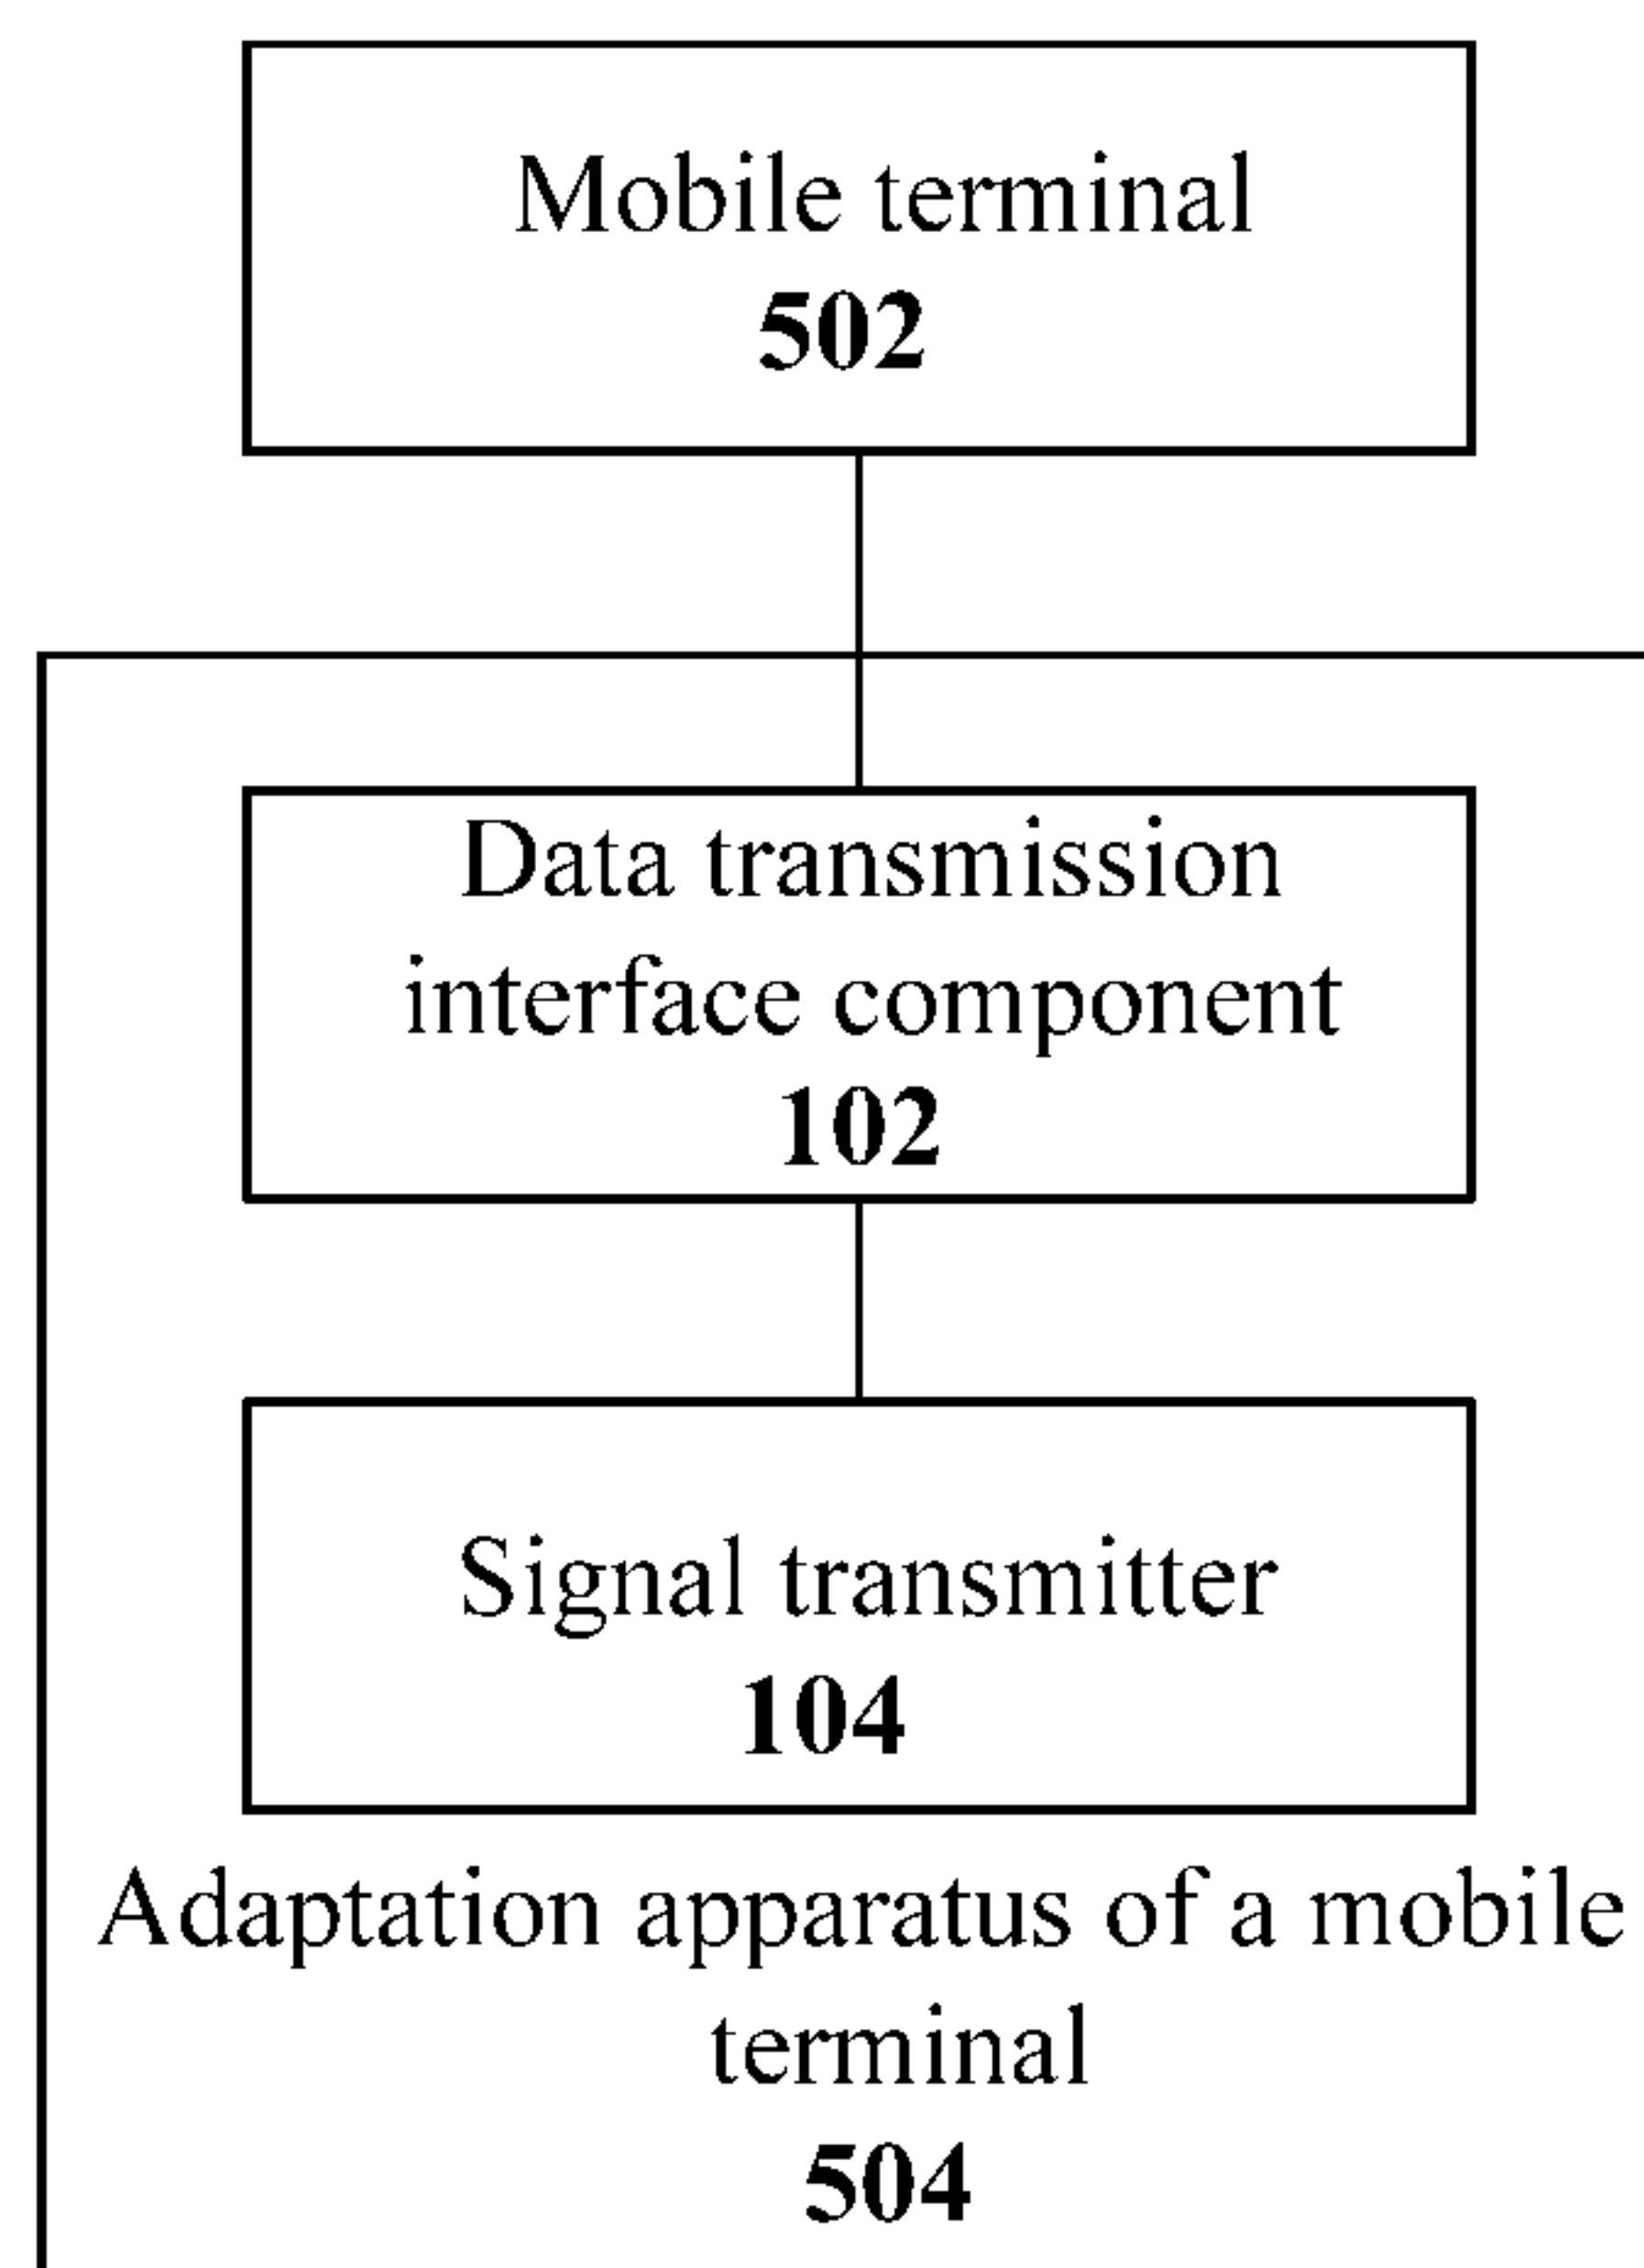 Mobile terminal
502
Data transmission
interface component
102
Signal transmitter
104
Adaptation apparatus of a mobile
terminal
504